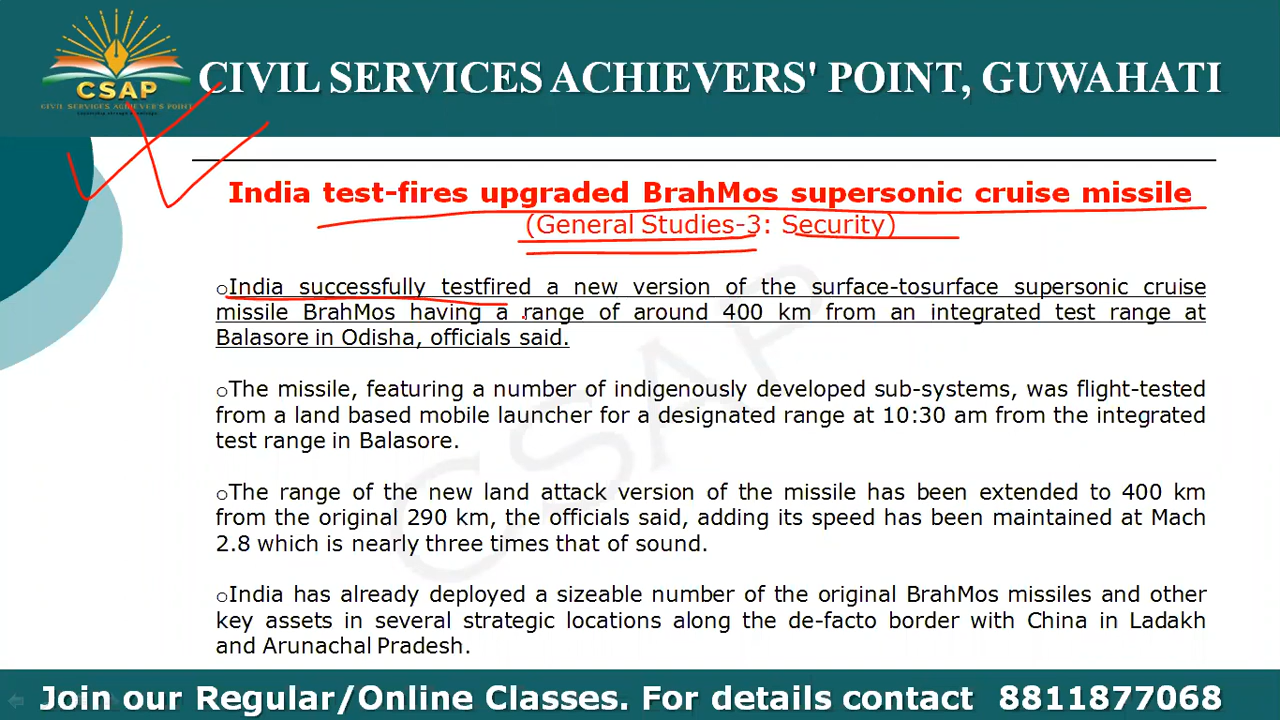 CSAP
CIVIL SERVICES ACHIEVER'S POINT
CIVIL SERVICES ACHIEVERS' POINT, GUWAHATI
India test-fires upgraded BrahMos supersonic cruise missile
(General Studies-3: Security)
oIndia successfully testfired a new version of the surface-tosurface supersonic cruise
missile BrahMos having a range of around 400 km from an integrated test range at
Balasore in Odisha, officials said.
oThe missile, featuring a number of indigenously developed sub-systems, was flight-tested
from a land based mobile launcher for a designated range at 10:30 am from the integrated
test range in Balasore.
oThe range of the new land attack version of the missile has been extended to 400 km
from the original 290 km, the officials said, adding its speed has been maintained at Mach
2.8 which is nearly three times that of sound.
oIndia has already deployed a sizeable number of the original BrahMos missiles and other
key assets in several strategic locations along the de-facto border with China in Ladakh
and Arunachal Pradesh.
CSAP
Join our Regular/Online Classes. For details contact 8811877068